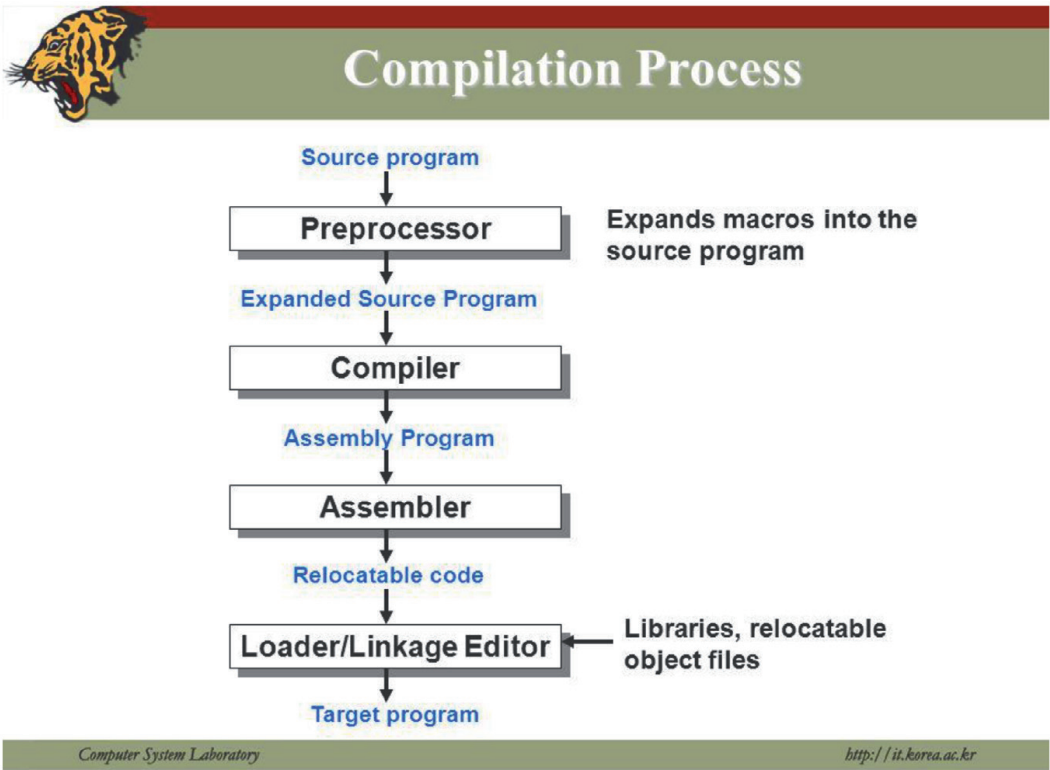 Compilation Process
Source program
Preprocessor
Expands macros into the
source program
Expanded Source Program
Compiler
Assembly Program
Assembler
Relocatable code
Loader/Linkage Editor
Libraries, relocatable
object files
Target program
Computer System Laboratory
http://it.korea.ac.kr